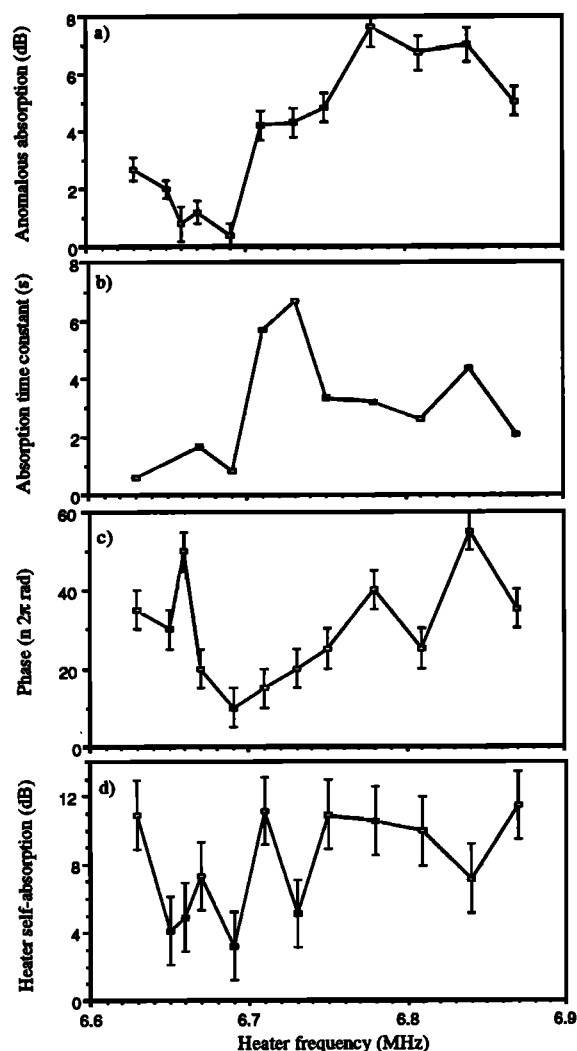 a)
Anomalous absorption (dB)
8
6
4
2
0
b)
Absorption time constant (s)
8
6
4
2
0
c)
Phase (n 2π rad)
60
40
20
0
d)
Heater self-absorption (dB)
12
8
4
0
6.6 6.7 6.8 6.9
Heater frequency (MHz)